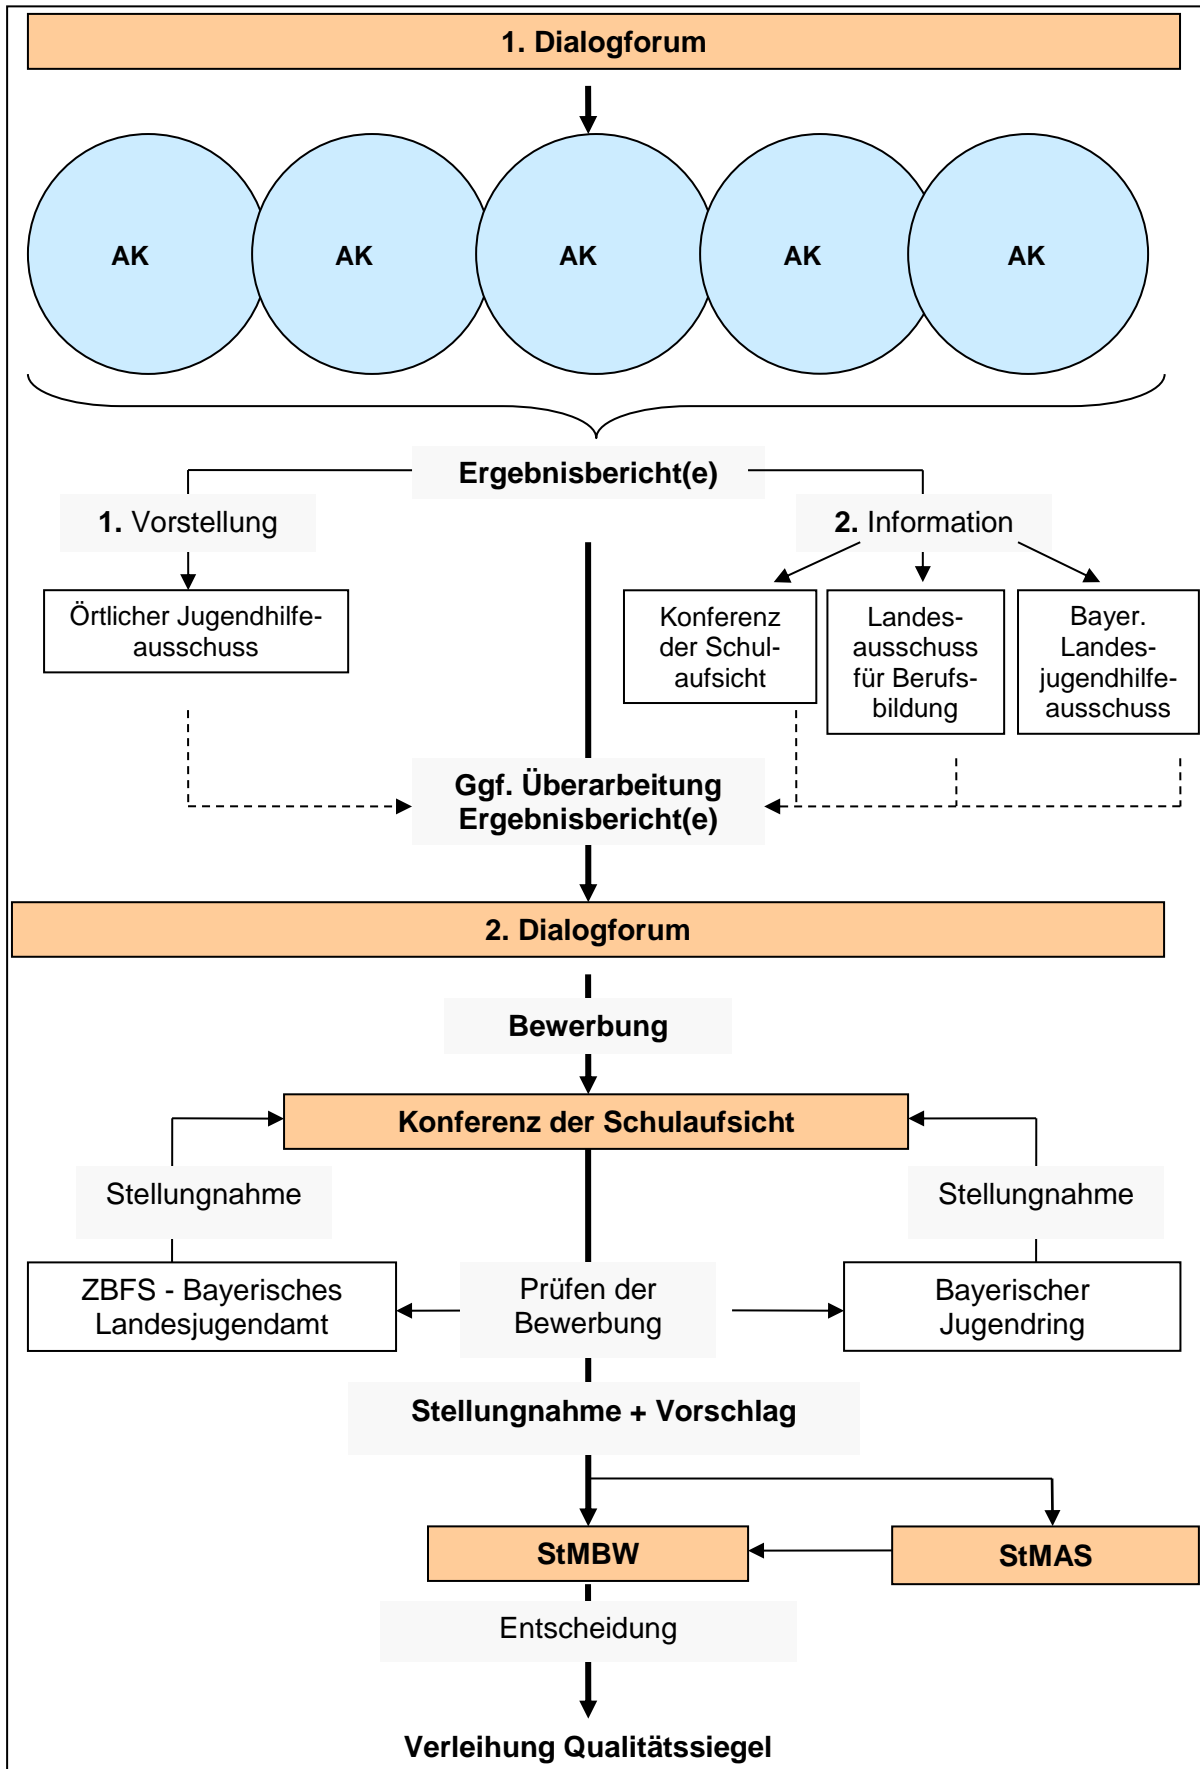 1. Dialogforum
AK AK AK AK AK
Ergebnisbericht(e)
1. Vorstellung
2. Information
Örtlicher Jugendhilfe-
ausschuss
Konferenz
der Schul-
aufsicht
Landes-
ausschuss
für Berufs-
bildung
Bayer.
Landes-
jugendhilfe-
ausschuss
Ggf. Überarbeitung
Ergebnisbericht(e)
2. Dialogforum
Bewerbung
Konferenz der Schulaufsicht
Stellungnahme
Stellungnahme
ZBFS - Bayerisches
Landesjugendamt
Prüfen der
Bewerbung
Bayerischer
Jugendring
Stellungnahme + Vorschlag
StMBW
StMAS
Entscheidung
Verleihung Qualitätssiegel